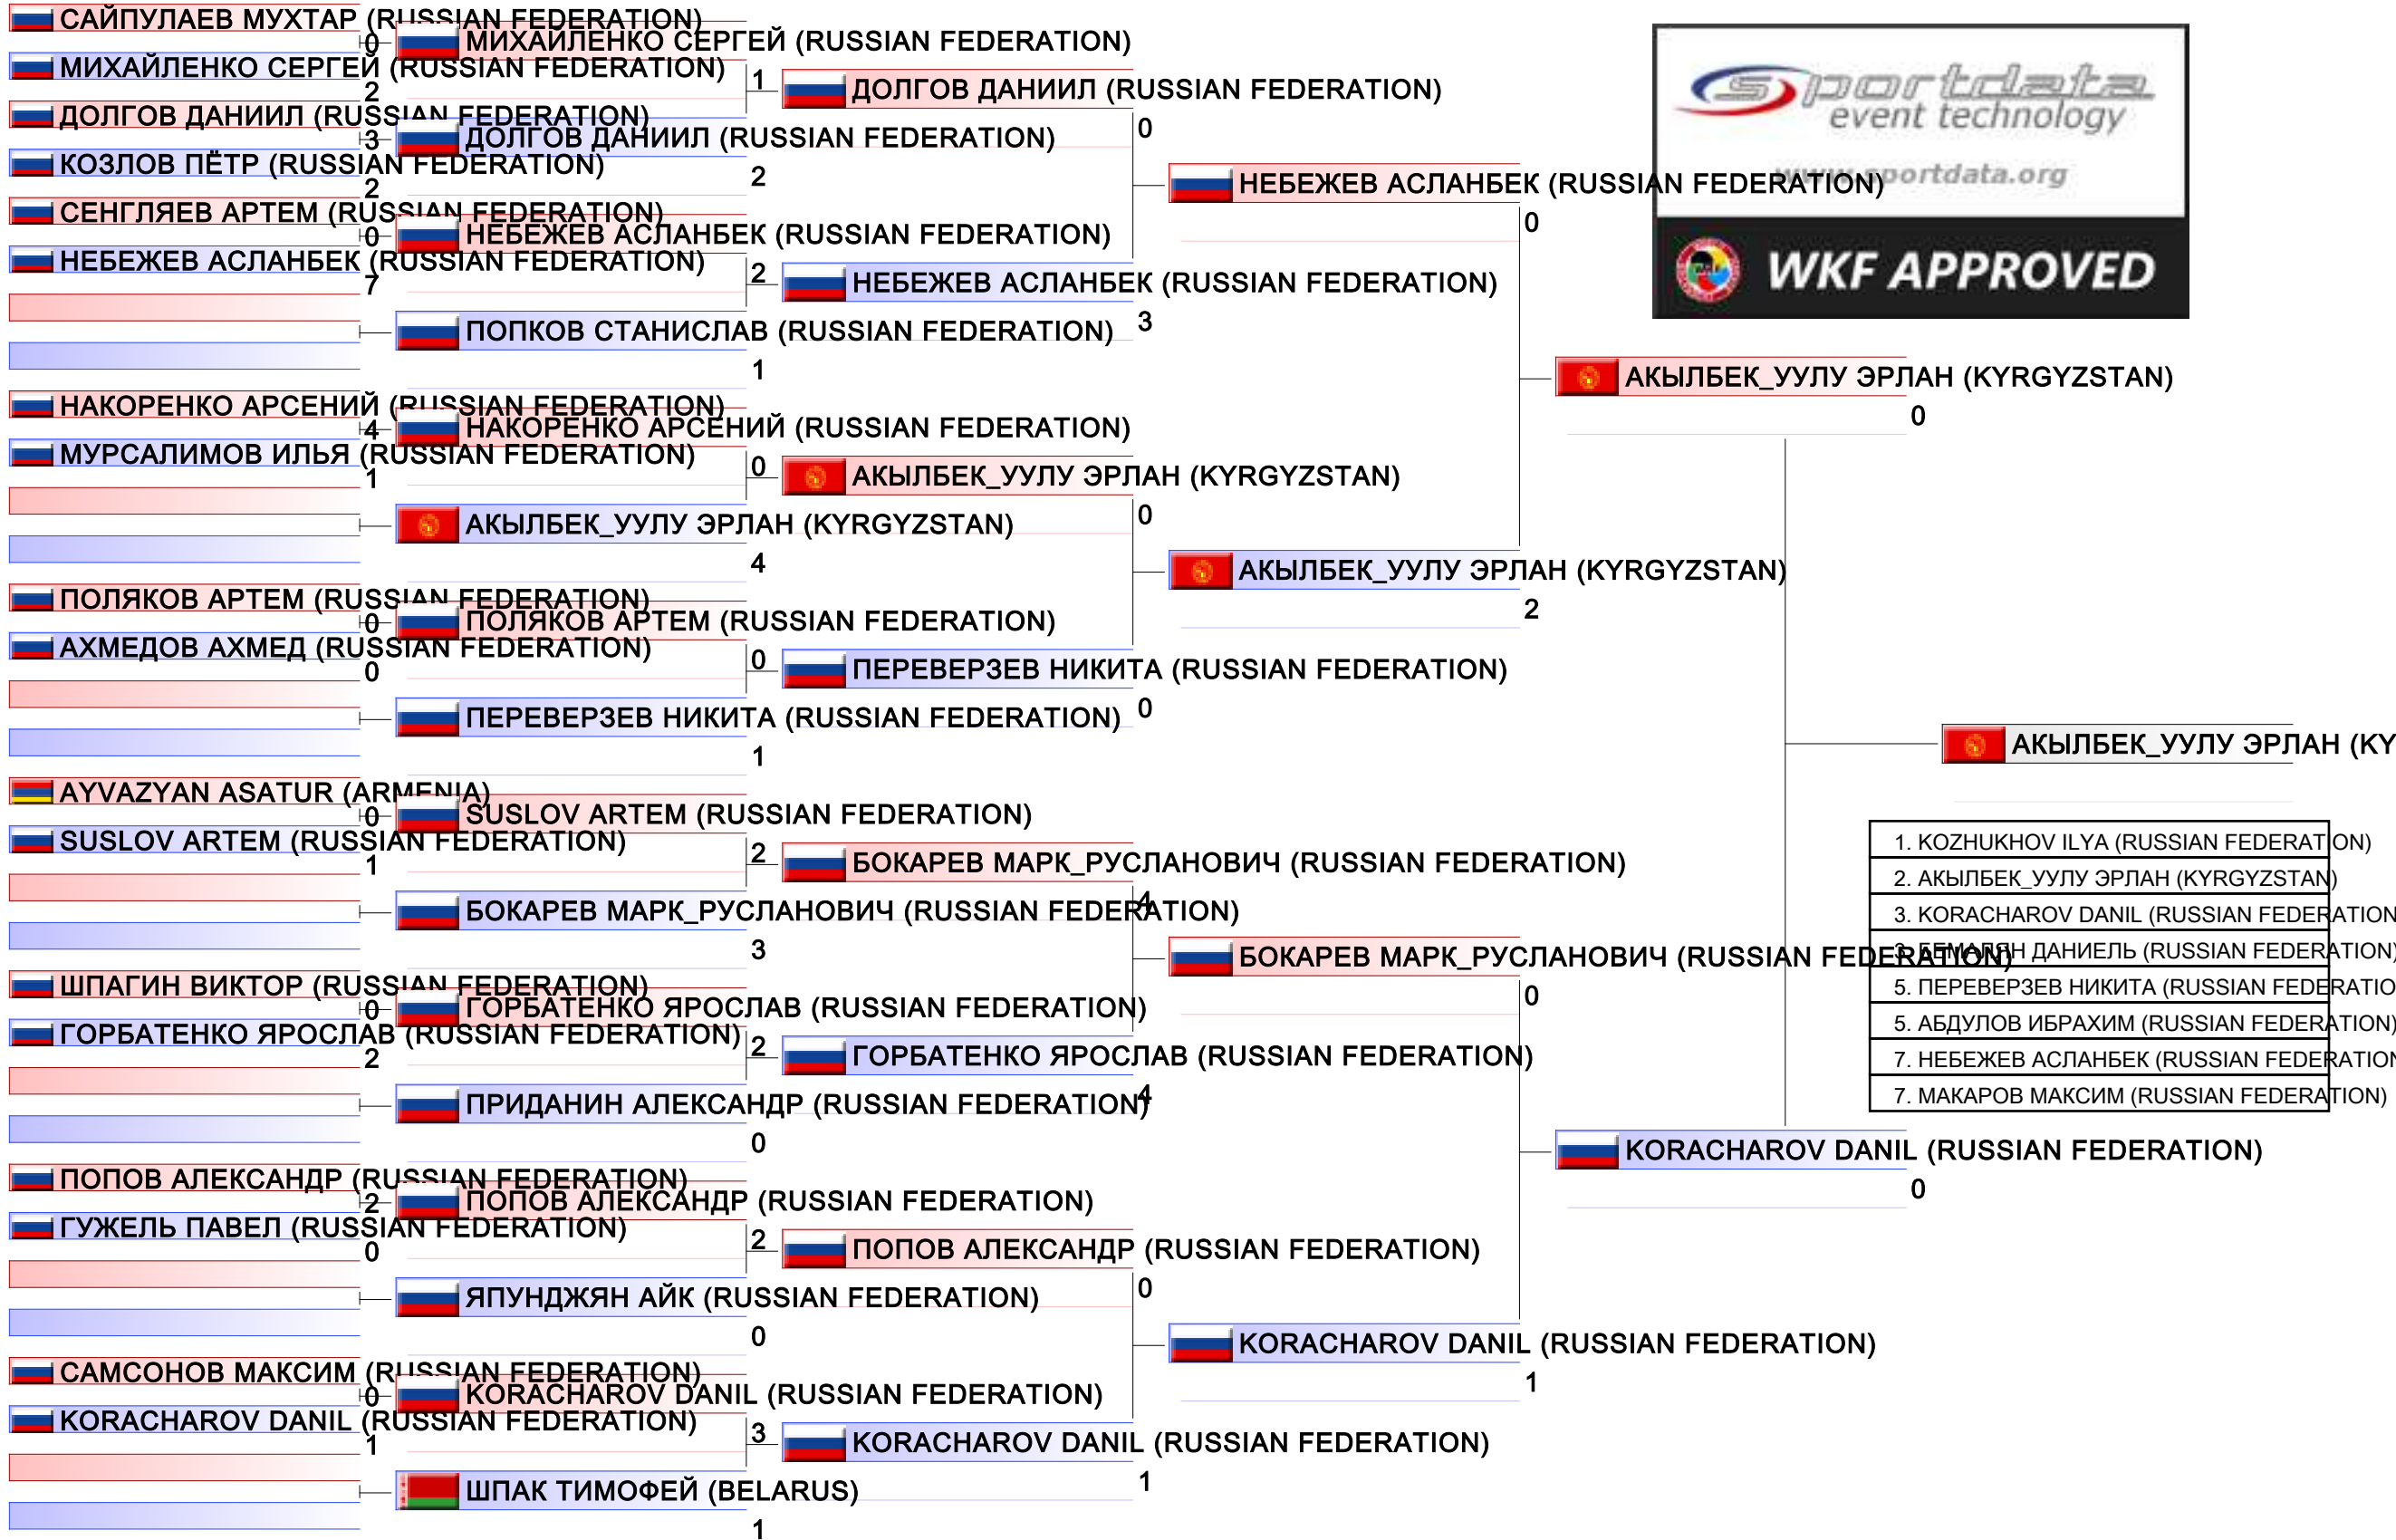 САЙПУЛАЕВ МУХТАР (RUSSIAN FEDERATION)
0
МИХАЙЛЕНКО СЕРГЕЙ (RUSSIAN FEDERATION)
2
ДОЛГОВ ДАНИИЛ (RUSSIAN FEDERATION)
3
КОЗЛОВ ПЁТР (RUSSIAN FEDERATION)
2
СЕНГЛЯЕВ АРТЕМ (RUSSIAN FEDERATION)
0
НЕБЕЖЕВ АСЛАНБЕК (RUSSIAN FEDERATION)
7
НАКОРЕНКО АРСЕНИЙ (RUSSIAN FEDERATION)
4
МУРСАЛИМОВ ИЛЬЯ (RUSSIAN FEDERATION)
1
ПОЛЯКОВ АРТЕМ (RUSSIAN FEDERATION)
0
АХМЕДОВ АХМЕД (RUSSIAN FEDERATION)
0
AYVAZYAN ASATUR (ARMENIA)
0
SUSLOV ARTEM (RUSSIAN FEDERATION)
1
ШПАГИН ВИКТОР (RUSSIAN FEDERATION)
0
ГОРБАТЕНКО ЯРОСЛАВ (RUSSIAN FEDERATION)
2
ПОПОВ АЛЕКСАНДР (RUSSIAN FEDERATION)
2
ГУЖЕЛЬ ПАВЕЛ (RUSSIAN FEDERATION)
0
САМСОНОВ МАКСИМ (RUSSIAN FEDERATION)
0
KORACHAROV DANIL (RUSSIAN FEDERATION)
1
МИХАЙЛЕНКО СЕРГЕЙ (RUSSIAN FEDERATION)
1
ДОЛГОВ ДАНИИЛ (RUSSIAN FEDERATION)
2
НЕБЕЖЕВ АСЛАНБЕК (RUSSIAN FEDERATION)
2
ПОПКОВ СТАНИСЛАВ (RUSSIAN FEDERATION)
1
НАКОРЕНКО АРСЕНИЙ (RUSSIAN FEDERATION)
0
АКЫЛБЕК_УУЛУ ЭРЛАН (KYRGYZSTAN)
4
ПОЛЯКОВ АРТЕМ (RUSSIAN FEDERATION)
0
ПЕРЕВЕРЗЕВ НИКИТА (RUSSIAN FEDERATION)
1
SUSLOV ARTEM (RUSSIAN FEDERATION)
2
БОКАРЕВ МАРК_РУСЛАНОВИЧ (RUSSIAN FEDERATION)
3
ГОРБАТЕНКО ЯРОСЛАВ (RUSSIAN FEDERATION)
2
ПРИДАНИН АЛЕКСАНДР (RUSSIAN FEDERATION)
0
ПОПОВ АЛЕКСАНДР (RUSSIAN FEDERATION)
2
ЯПУНДЖЯН АЙК (RUSSIAN FEDERATION)
0
KORACHAROV DANIL (RUSSIAN FEDERATION)
3
ШПАК ТИМОФЕЙ (BELARUS)
1
ДОЛГОВ ДАНИИЛ (RUSSIAN FEDERATION)
0
НЕБЕЖЕВ АСЛАНБЕК (RUSSIAN FEDERATION)
3
АКЫЛБЕК_УУЛУ ЭРЛАН (KYRGYZSTAN)
0
ПЕРЕВЕРЗЕВ НИКИТА (RUSSIAN FEDERATION)
0
БОКАРЕВ МАРК_РУСЛАНОВИЧ (RUSSIAN FEDERATION)
4
ГОРБАТЕНКО ЯРОСЛАВ (RUSSIAN FEDERATION)
4
ПОПОВ АЛЕКСАНДР (RUSSIAN FEDERATION)
0
KORACHAROV DANIL (RUSSIAN FEDERATION)
1
НЕБЕЖЕВ АСЛАНБЕК (RUSSIAN FEDERATION)
0
АКЫЛБЕК_УУЛУ ЭРЛАН (KYRGYZSTAN)
2
БОКАРЕВ МАРК_РУСЛАНОВИЧ (RUSSIAN FEDERATION)
0
KORACHAROV DANIL (RUSSIAN FEDERATION)
1
АКЫЛБЕК_УУЛУ ЭРЛАН (KYRGYZSTAN)
0
KORACHAROV DANIL (RUSSIAN FEDERATION)
0
sportdata
event technology
www.sportdata.org
WKF APPROVED
АКЫЛБЕК_УУЛУ ЭРЛАН (KY
1. KOZHUKHOV ILYA (RUSSIAN FEDERATION)
2. АКЫЛБЕК_УУЛУ ЭРЛАН (KYRGYZSTAN)
3. KORACHAROV DANIL (RUSSIAN FEDERATION
3. ДАНИЕЛЬ (RUSSIAN FEDERATION)
5. ПЕРЕВЕРЗЕВ НИКИТА (RUSSIAN FEDERATIO
5. АБДУЛОВ ИБРАХИМ (RUSSIAN FEDERATION)
7. НЕБЕЖЕВ АСЛАНБЕК (RUSSIAN FEDERATION
7. МАКАРОВ МАКСИМ (RUSSIAN FEDERATION)